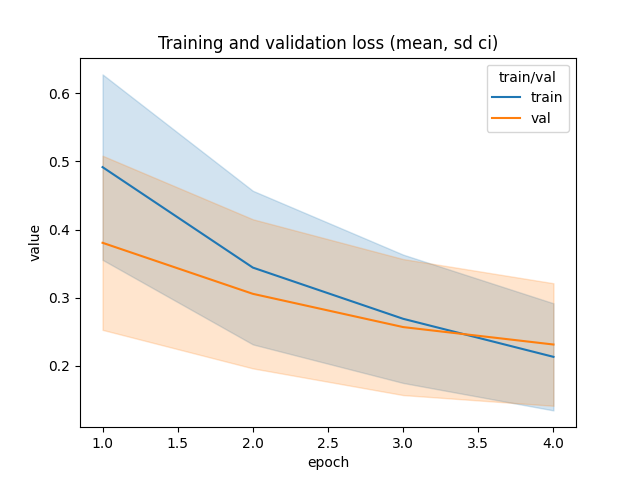 Training and validation loss (mean, sd ci)
train/val
train
val
value
0.6
0.5
0.4
0.3
0.2
1.0 1.5 2.0 2.5 3.0 3.5 4.0
epoch